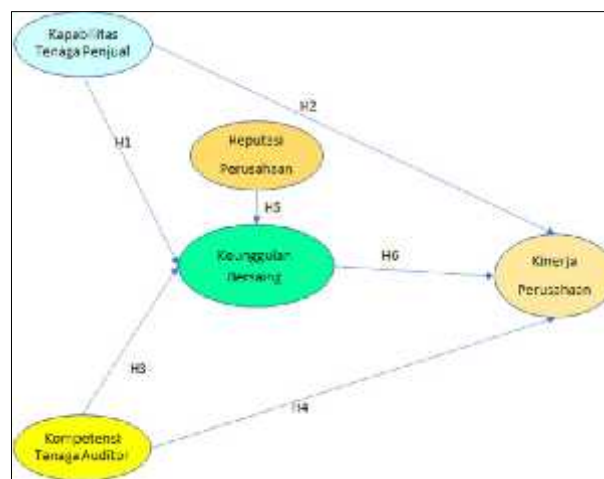 Kapabilitas
Tenaga Penjual
H2
H1
Reputasi
Perusahaan
H5
Keunggulan
Bersaing
H6
Kinerja
Perusahaan
H3
H4
Kompetensi
Tenaga Auditor